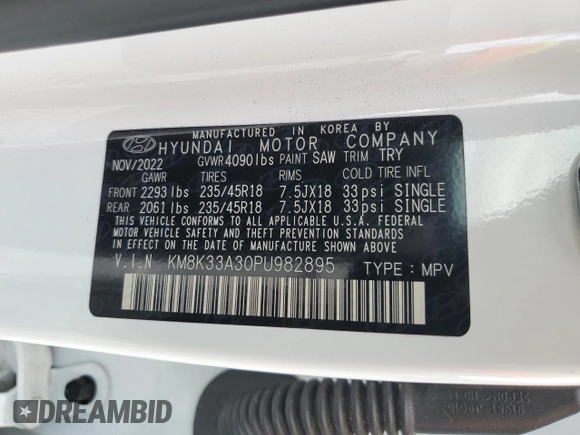 MANUFACTURED IN KOREA BY
HYUNDAI MOTOR COMPANY
NOV/2022 GVWR 4090 lbs PAINT SAW TRIM TRY
GAWR TIRES RIMS COLD TIRE INFL
FRONT 2293 lbs 235/45R18 7.5JX18 33 psi SINGLE
REAR 2061 lbs 235/45R18 7.5JX18 33 psi SINGLE
THIS VEHICLE CONFORMS TO ALL APPLICABLE U.S.A. FEDERAL
MOTOR VEHICLE SAFETY AND THEFT PREVENTION STANDARDS
IN EFFECT ON THE DATE OF MANUFACTURE SHOWN ABOVE.
V.I.N KM8K33A30PU982895 TYPE : MPV
DREAMBID